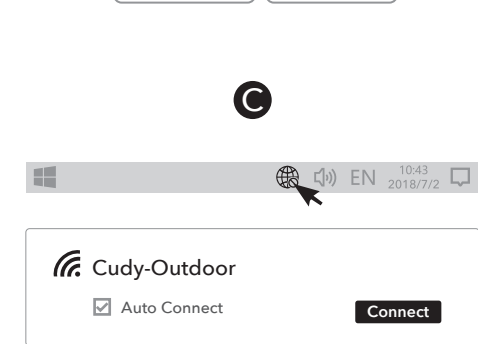 C
EN
10:43
2018/7/2
Cudy-Outdoor
Auto Connect
Connect